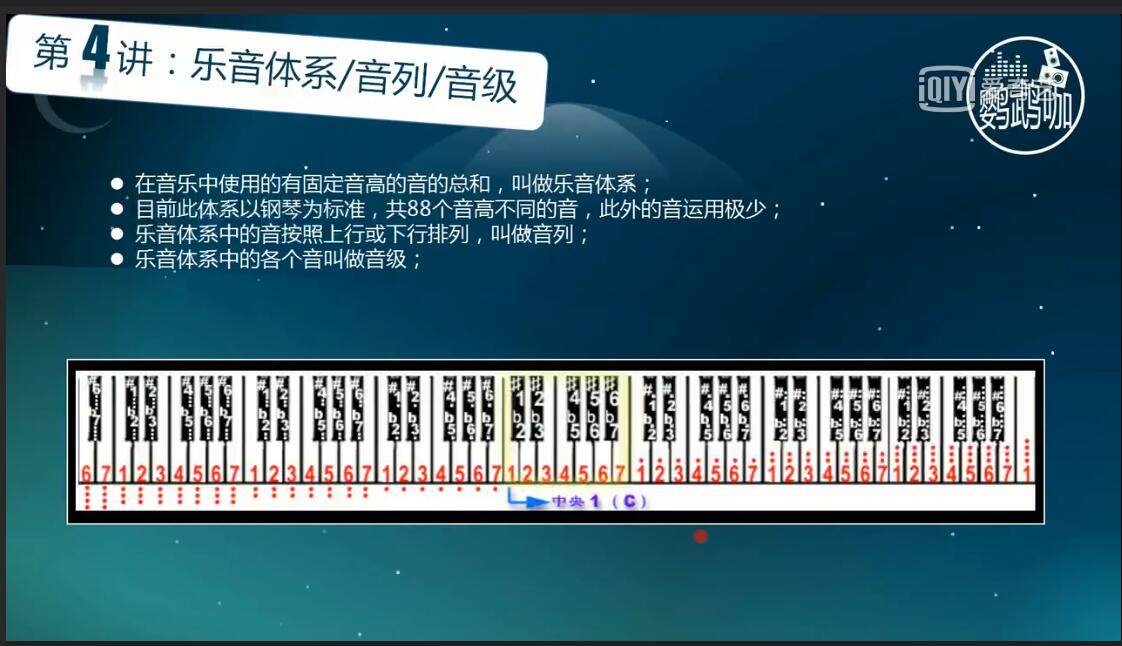 第4讲：乐音体系/音列/音级
iQIYI 爱奇艺
鹦鹉咖
在音乐中使用的有固定音高的音的总和，叫做乐音体系；
目前此体系以钢琴为标准，共88个音高不同的音，此外的音运用极少；
乐音体系中的音按照上行或下行排列，叫做音列；
乐音体系中的各个音叫做音级；
6 7 1 2 3 4 5 6 7 1 2 3 4 5 6 7 1 2 3 4 5 6 7 1 2 3 4 5 6 7 1 2 3 4 5 6 7 1 2 3 4 5 6 7 1 2 3 4 5 6 7 1
中央1（C）